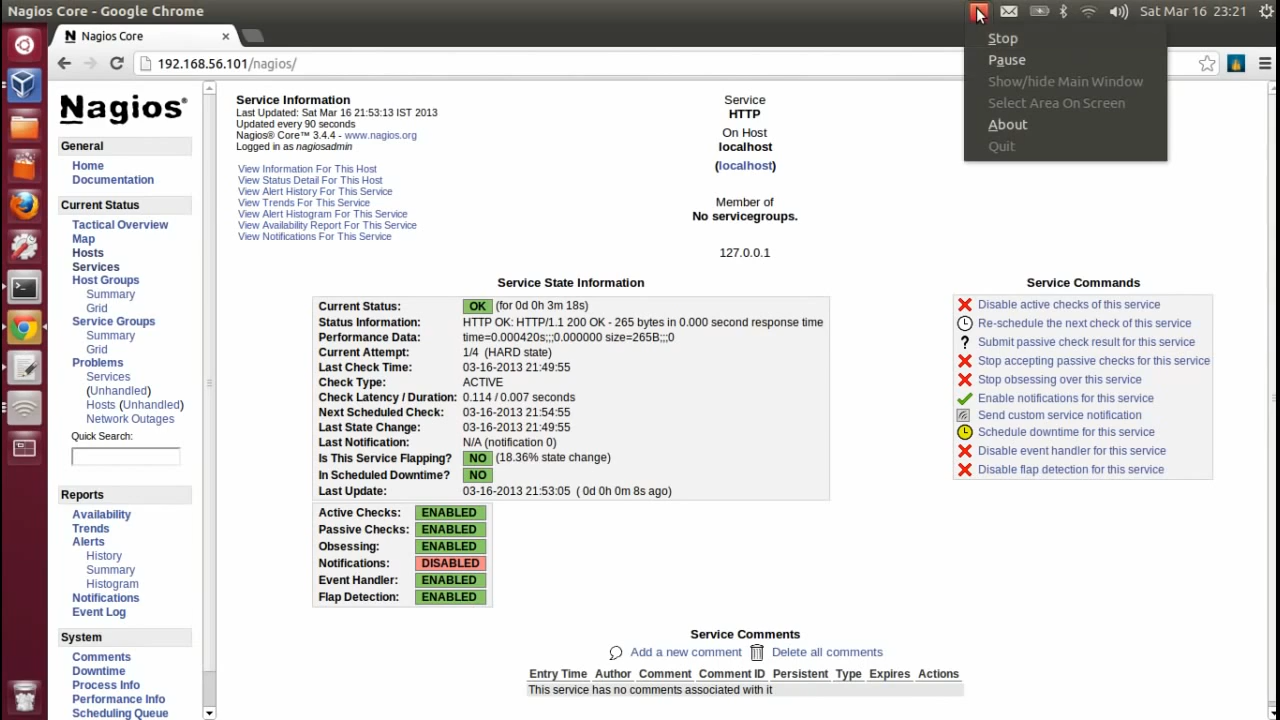 Nagios Core - Google Chrome
Sat Mar 16 23:21
Nagios Core
192.168.56.101/nagios/
Stop
Pause
Show/hide Main Window
Select Area On Screen
About
Quit
Nagios®
General
Home
Documentation
Current Status
Tactical Overview
Map
Hosts
Services
Host Groups
Summary
Grid
Service Groups
Summary
Grid
Problems
Services
(Unhandled)
Hosts (Unhandled)
Network Outages
Quick Search:
Reports
Availability
Trends
Alerts
History
Summary
Histogram
Notifications
Event Log
System
Comments
Downtime
Process Info
Performance Info
Scheduling Queue
Service Information
Last Updated: Sat Mar 16 21:53:13 IST 2013
Updated every 90 seconds
Nagios® Core™ 3.4.4 - www.nagios.org
Logged in as nagiosadmin
View Information For This Host
View Status Detail For This Host
View Alert History For This Service
View Trends For This Service
View Alert Histogram For This Service
View Availability Report For This Service
View Notifications For This Service
Service
HTTP
On Host
localhost
(localhost)
Member of
No servicegroups.
127.0.0.1
Service State Information
Current Status: OK (for 0d 0h 3m 18s)
Status Information: HTTP OK: HTTP/1.1 200 OK - 265 bytes in 0.000 second response time
Performance Data: time=0.000420s;;;0.000000 size=265B;;;0
Current Attempt: 1/4 (HARD state)
Last Check Time: 03-16-2013 21:49:55
Check Type: ACTIVE
Check Latency / Duration: 0.114 / 0.007 seconds
Next Scheduled Check: 03-16-2013 21:54:55
Last State Change: 03-16-2013 21:49:55
Last Notification: N/A (notification 0)
Is This Service Flapping? NO (18.36% state change)
In Scheduled Downtime? NO
Last Update: 03-16-2013 21:53:05 ( 0d 0h 0m 8s ago)
Active Checks: ENABLED
Passive Checks: ENABLED
Obsessing: ENABLED
Notifications: DISABLED
Event Handler: ENABLED
Flap Detection: ENABLED
Service Commands
Disable active checks of this service
Re-schedule the next check of this service
Submit passive check result for this service
Stop accepting passive checks for this service
Stop obsessing over this service
Enable notifications for this service
Send custom service notification
Schedule downtime for this service
Disable event handler for this service
Disable flap detection for this service
Service Comments
Add a new comment Delete all comments
Entry Time Author Comment Comment ID Persistent Type Expires Actions
This service has no comments associated with it